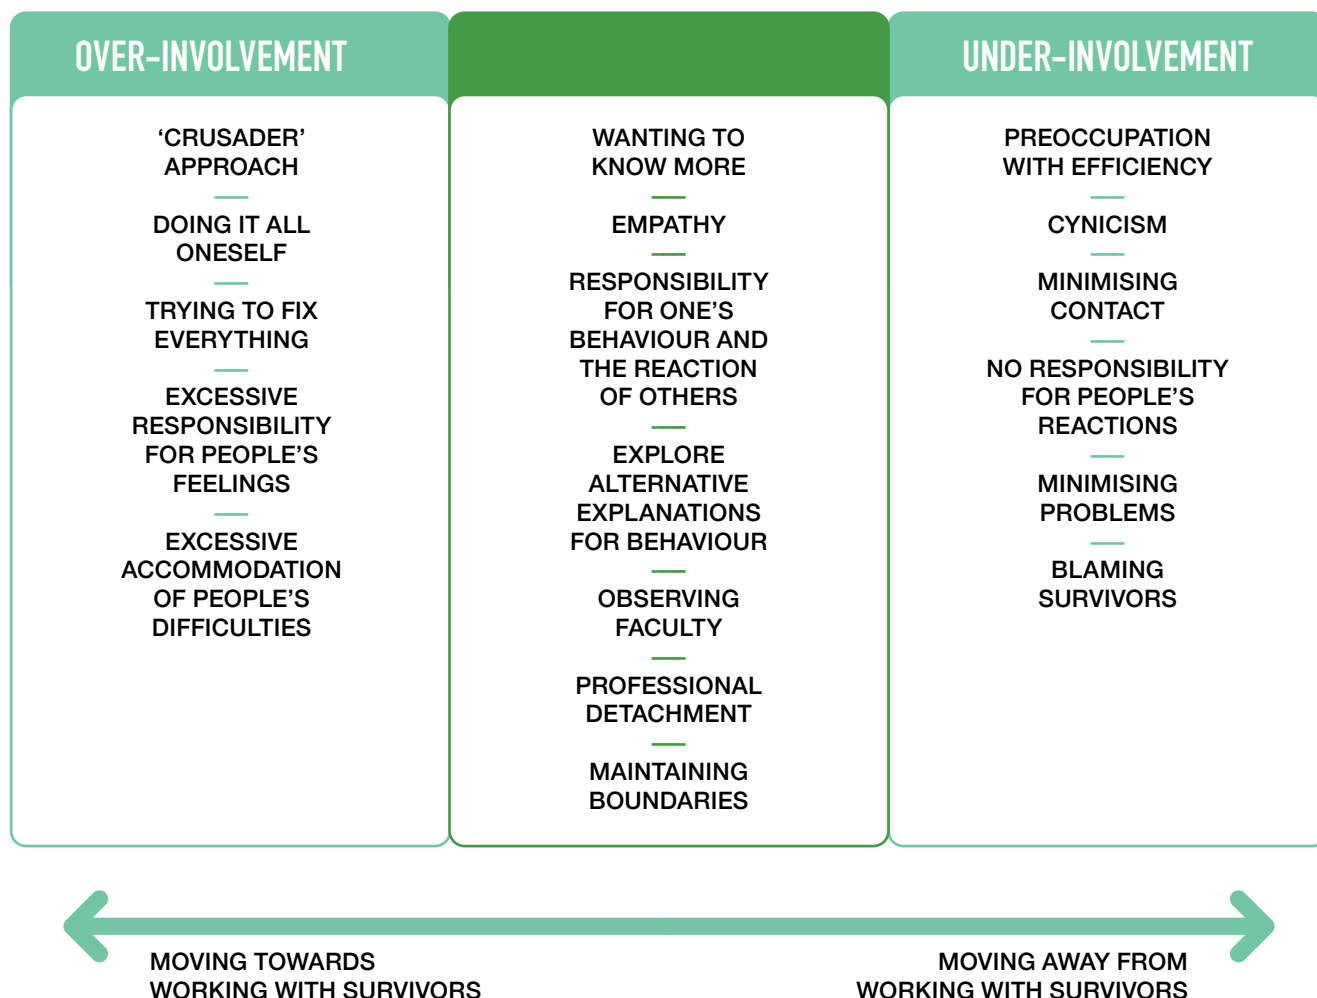 OVER-INVOLVEMENT
‘CRUSADER’
APPROACH
DOING IT ALL
ONESELF
TRYING TO FIX
EVERYTHING
EXCESSIVE
RESPONSIBILITY
FOR PEOPLE’S
FEELINGS
EXCESSIVE
ACCOMMODATION
OF PEOPLE’S
DIFFICULTIES
WANTING TO
KNOW MORE
EMPATHY
RESPONSIBILITY
FOR ONE’S
BEHAVIOUR AND
THE REACTION
OF OTHERS
EXPLORE
ALTERNATIVE
EXPLANATIONS
FOR BEHAVIOUR
OBSERVING
FACULTY
PROFESSIONAL
DETACHMENT
MAINTAINING
BOUNDARIES
UNDER-INVOLVEMENT
PREOCCUPATION
WITH EFFICIENCY
CYNICISM
MINIMISING
CONTACT
NO RESPONSIBILITY
FOR PEOPLE’S
REACTIONS
MINIMISING
PROBLEMS
BLAMING
SURVIVORS
MOVING TOWARDS
WORKING WITH SURVIVORS
MOVING AWAY FROM
WORKING WITH SURVIVORS